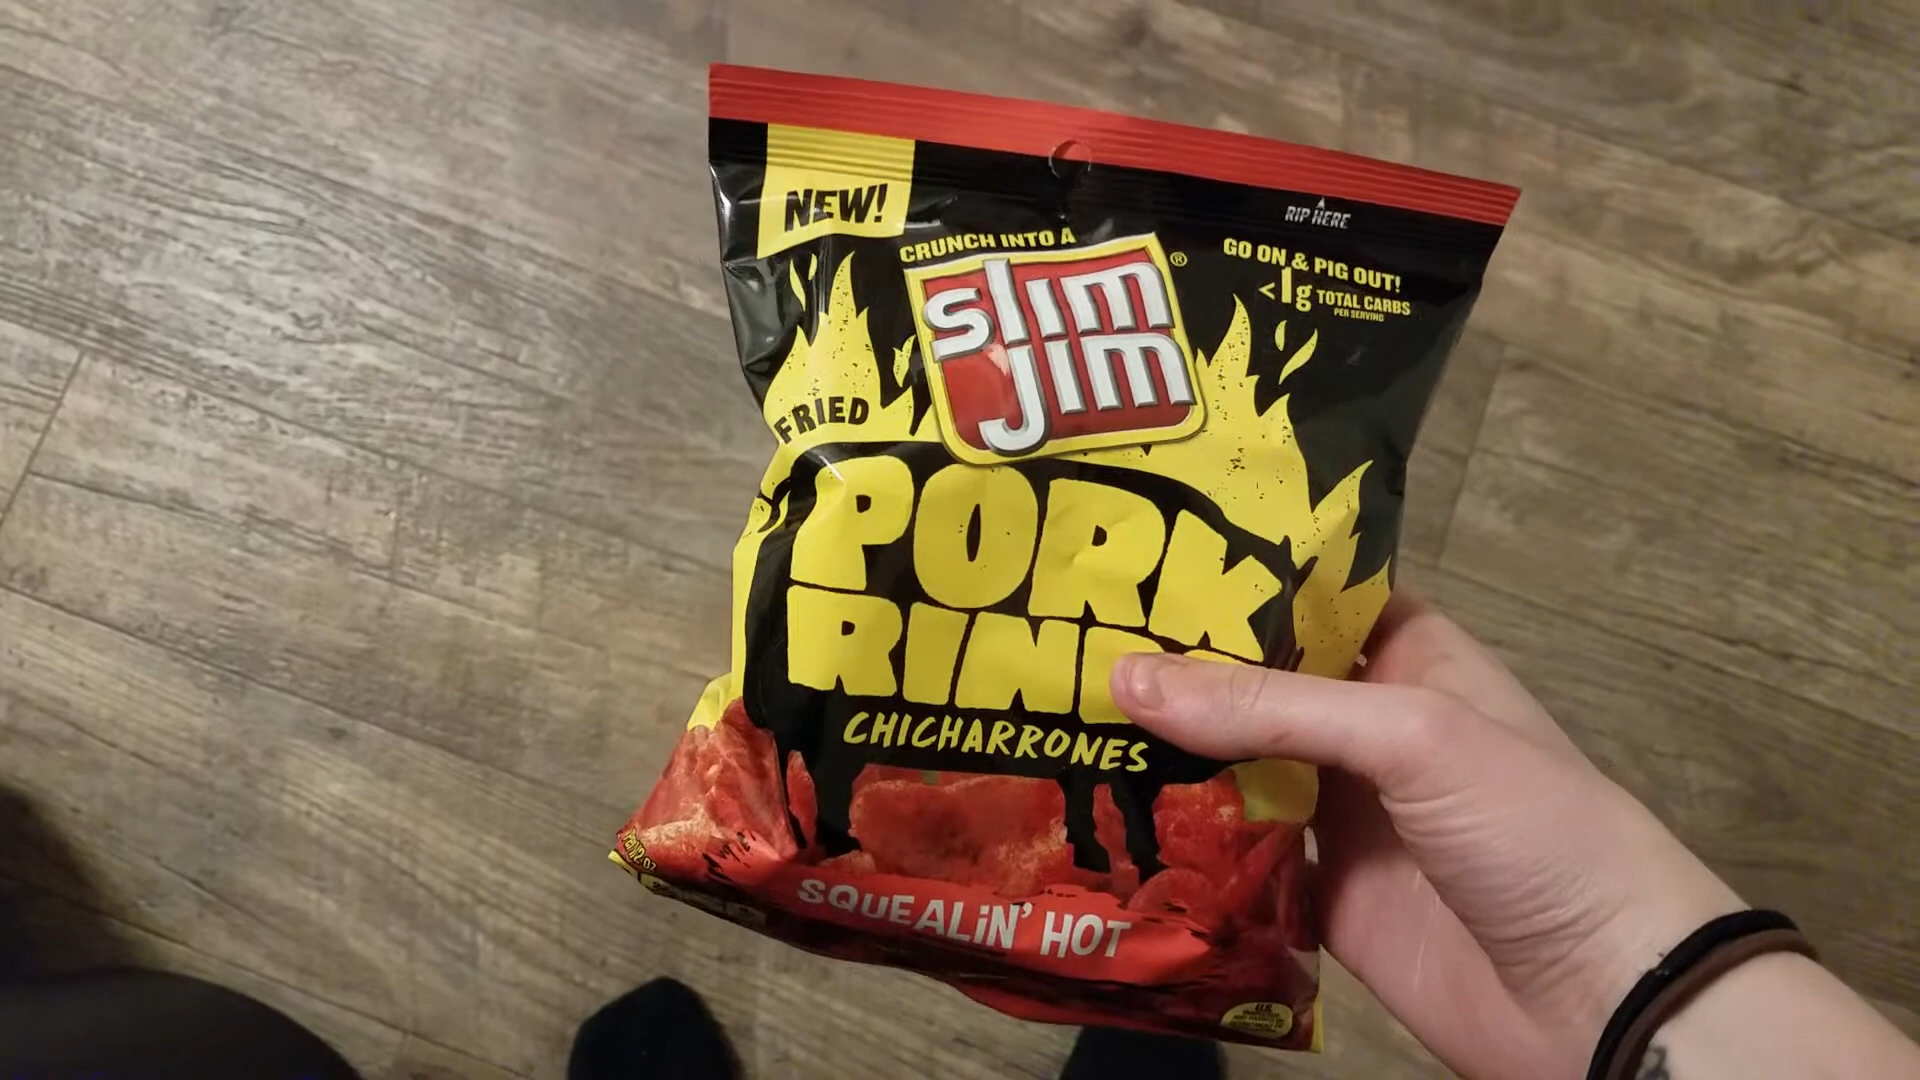 NEW!
RIP HERE
CRUNCH INTO A
slim
jim
®
GO ON & PIG OUT!
<1g TOTAL CARBS
PER SERVING
FRIED
PORK
RINDS
CHICHARRONES
SQUEALiN' HOT
U.S.